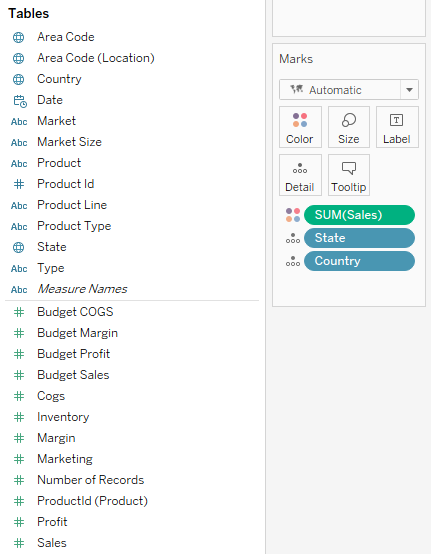 Tables
Area Code
Area Code (Location)
Country
Date
Abc Market
Abc Market Size
Abc Product
# Product Id
Abc Product Line
Abc Product Type
State
Abc Type
Abc Measure Names
# Budget COGS
# Budget Margin
# Budget Profit
# Budget Sales
# Cogs
# Inventory
# Margin
# Marketing
# Number of Records
# ProductId (Product)
# Profit
# Sales
Marks
Automatic
Color Size T Label
Detail Tooltip
SUM(Sales)
State
Country